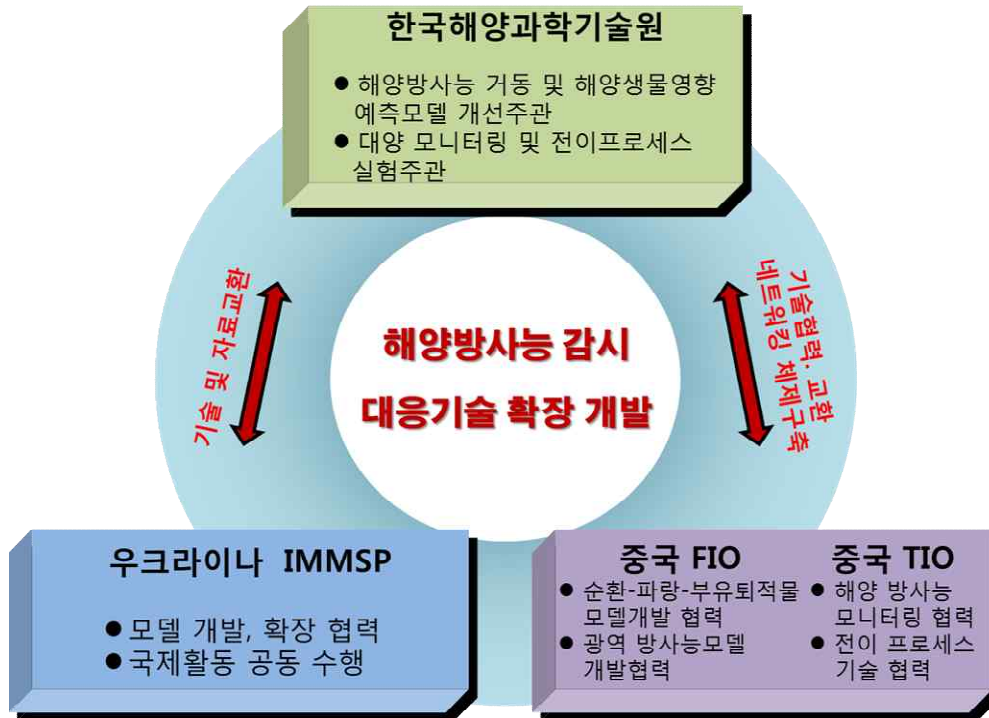 한국해양과학기술원
● 해양방사능 거동 및 해양생물영향
예측모델 개선주관
● 대양 모니터링 및 전이프로세스
실험주관
기술 및 자료교환
기술협력. 교환
네트워킹 체제구축
해양방사능 감시
대응기술 확장 개발
우크라이나 IMMSP
● 모델 개발, 확장 협력
● 국제활동 공동 수행
중국 FIO
● 순환-파랑-부유퇴적물
모델개발 협력
● 광역 방사능모델
개발협력
중국 TIO
● 해양 방사능
모니터링 협력
● 전이 프로세스
기술 협력